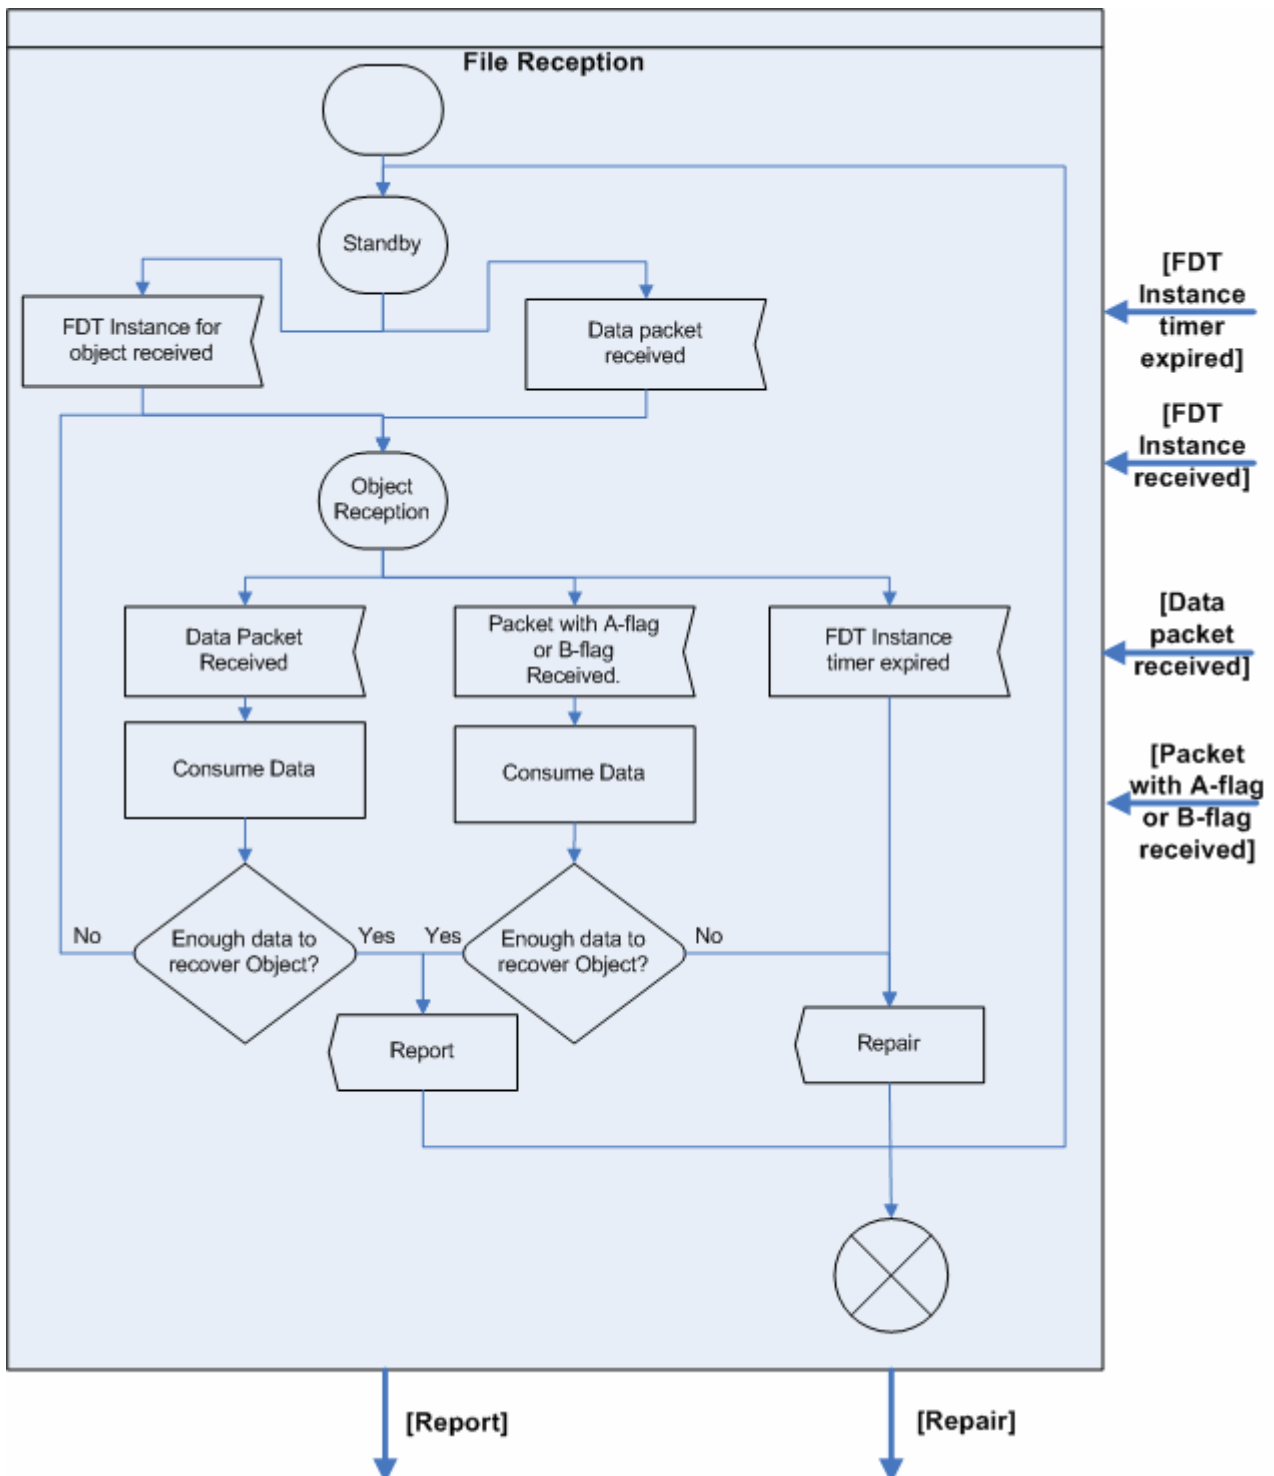 File Reception
Standby
FDT Instance for
object received
Data packet
received
[FDT
Instance
timer
expired]
[FDT
Instance
received]
Object
Reception
Data Packet
Received
Packet with A-flag
or B-flag
Received.
FDT Instance
timer expired
[Data
packet
received]
Consume Data
Consume Data
[Packet
with A-flag
or B-flag
received]
No
Enough data to
recover Object?
Yes
Yes
Enough data to
recover Object?
No
Report
Repair
[Report]
[Repair]